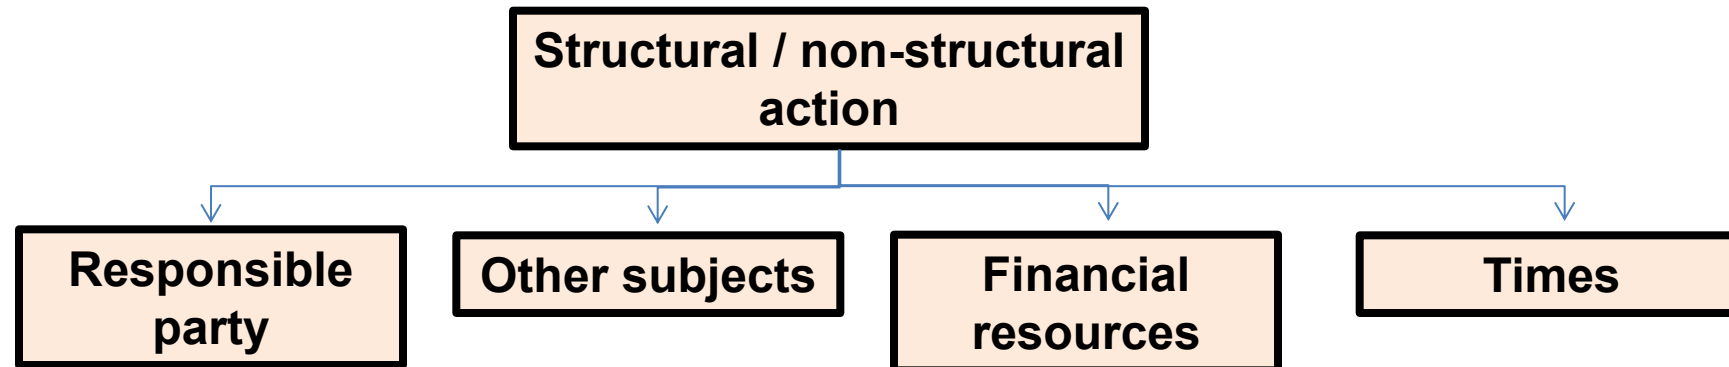 Structural / non-structural
action
Responsible
party
Other subjects
Financial
resources
Times